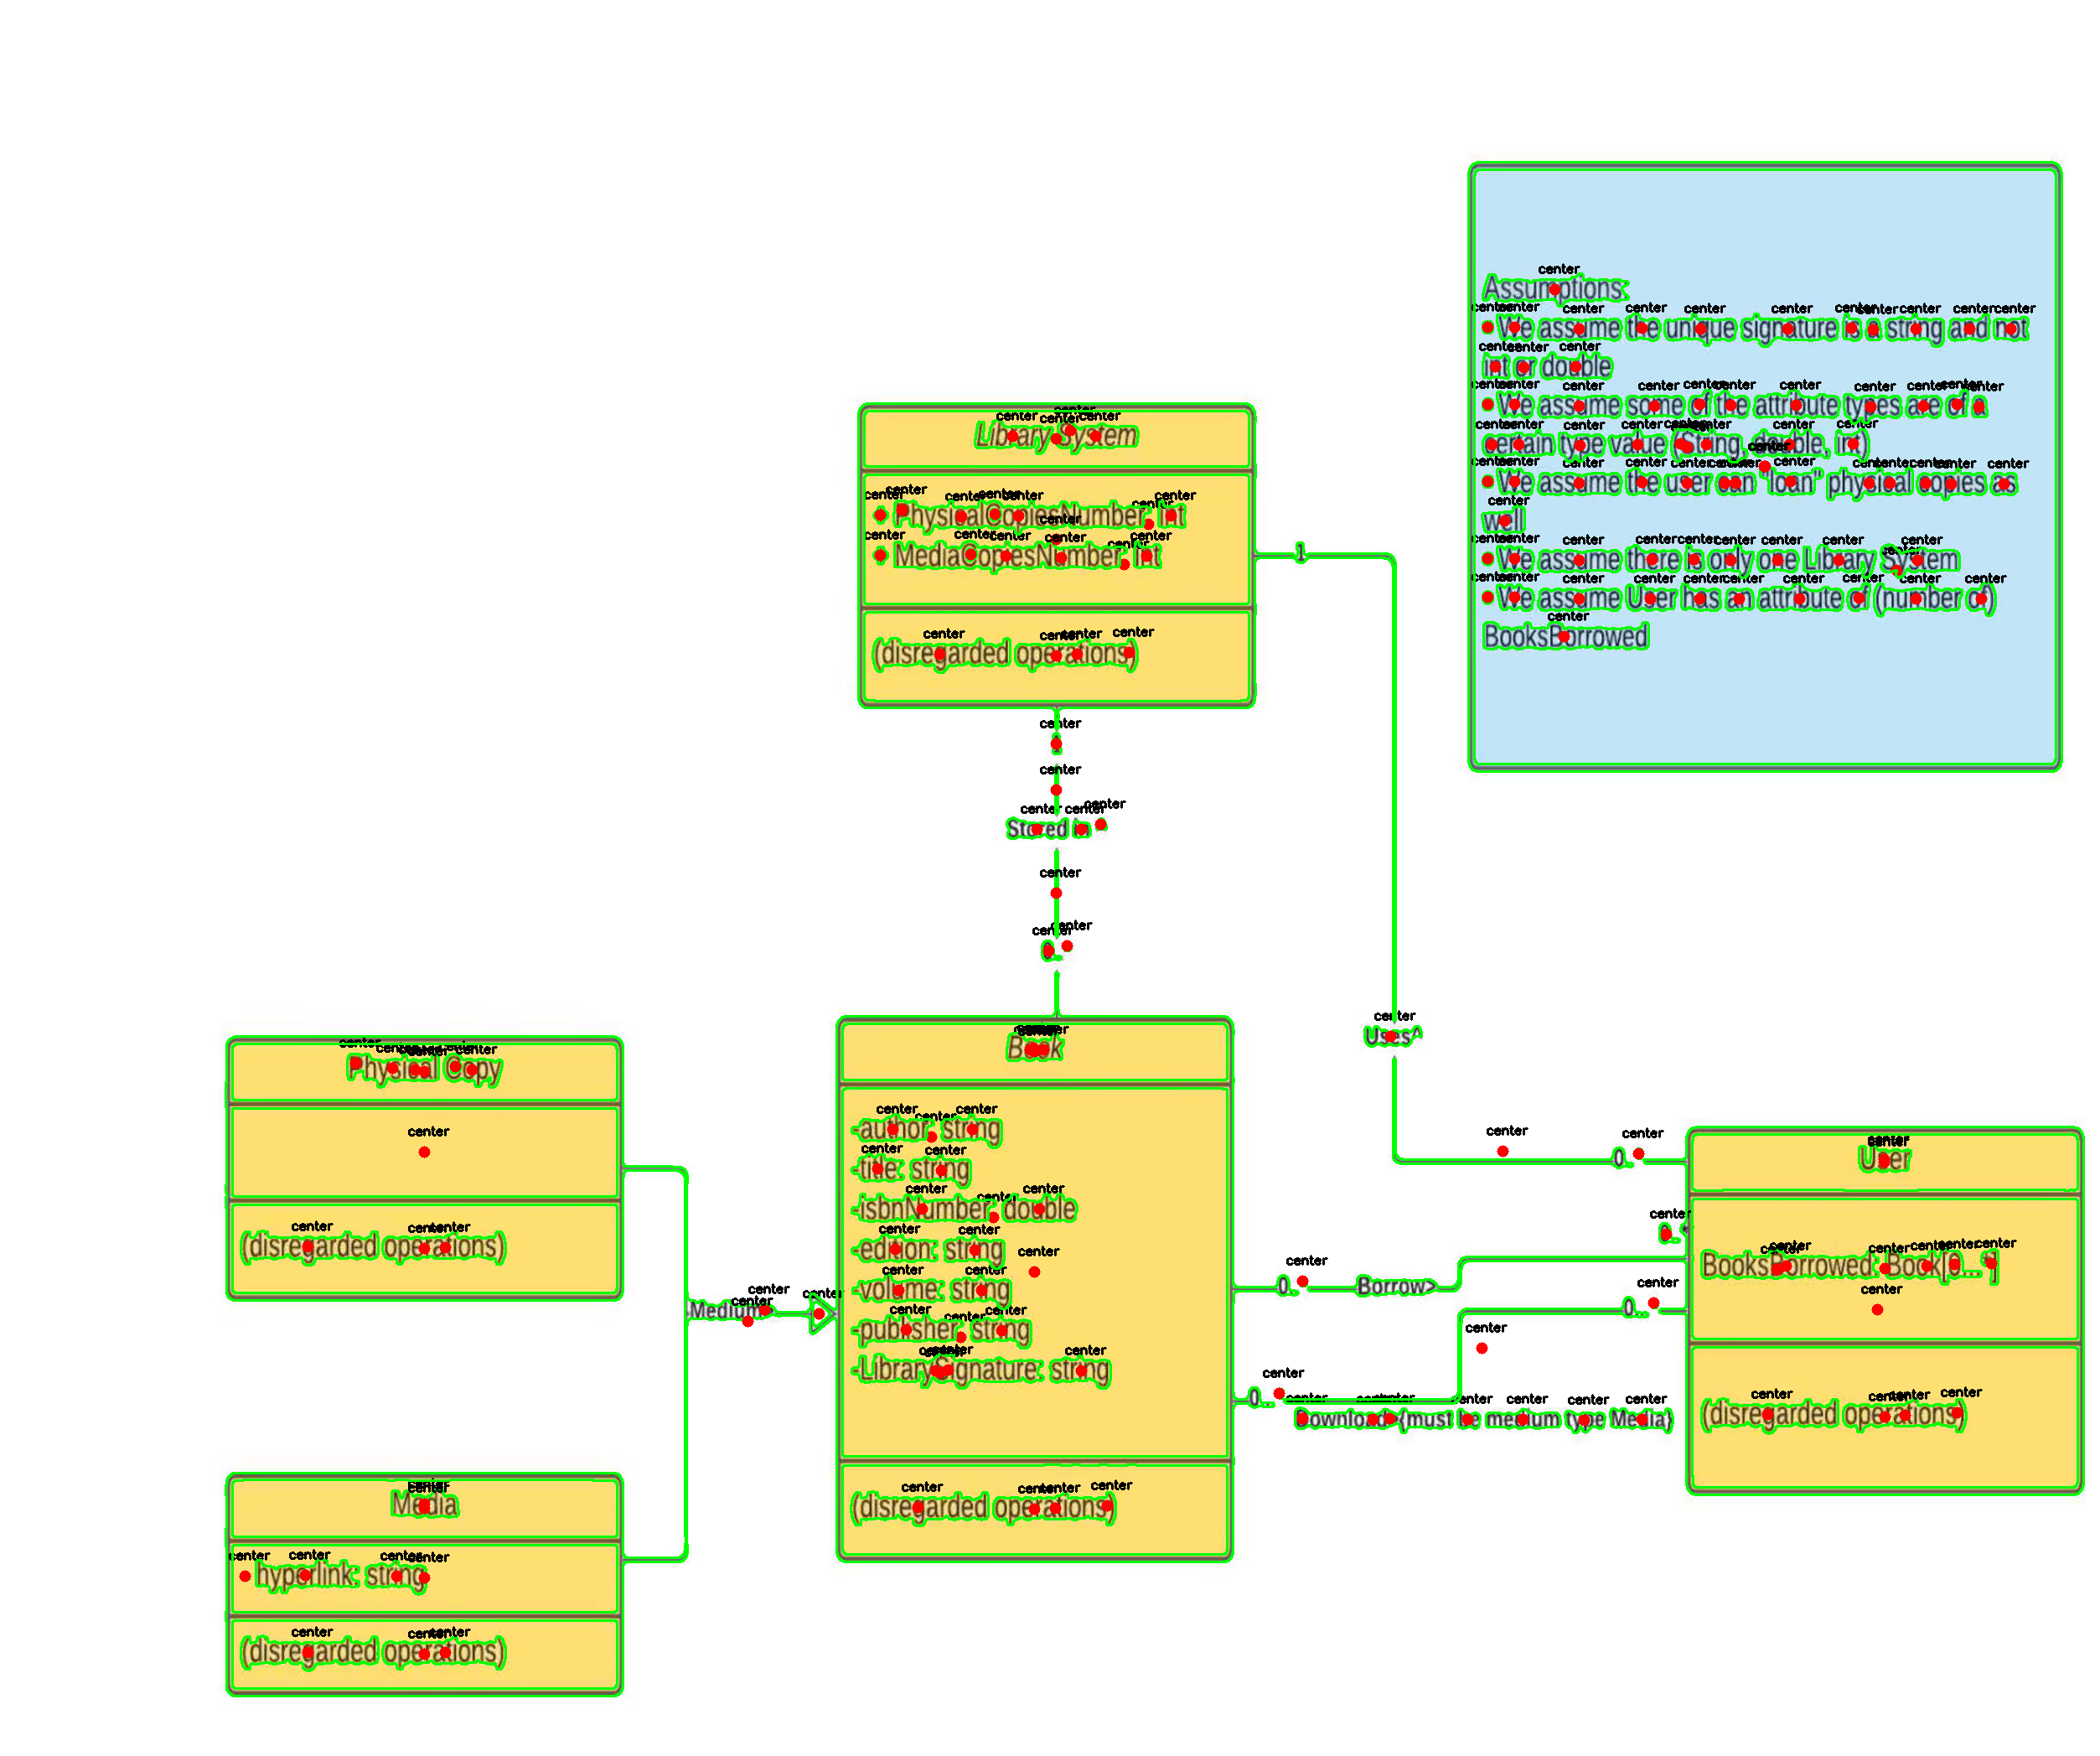 Assumptions:
• We assume the unique signature is a string and not
int or double
• We assume some of the attribute types are of a
certain type value (String, double, int)
• We assume the user can "loan" physical copies as
well
• We assume there is only one Library System
• We assume User has an attribute of (number of)
BooksBorrowed
Library System
• PhysicalCopiesNumber: int
• MediaCopiesNumber: int
(disregarded operations)
1
1
Stored in
0..
Uses^
Physical Copy
(disregarded operations)
Medium>
Media
hyperlink: string
(disregarded operations)
Book
-author: string
-title: string
-isbnNumber: double
-edition: string
-volume: string
-publisher: string
-LibrarySignature: string
(disregarded operations)
0..
Borrow>
0...
Download>{must be medium type Media}
0...
0..
0...
User
BooksBorrowed: Book[0... *]
(disregarded operations)